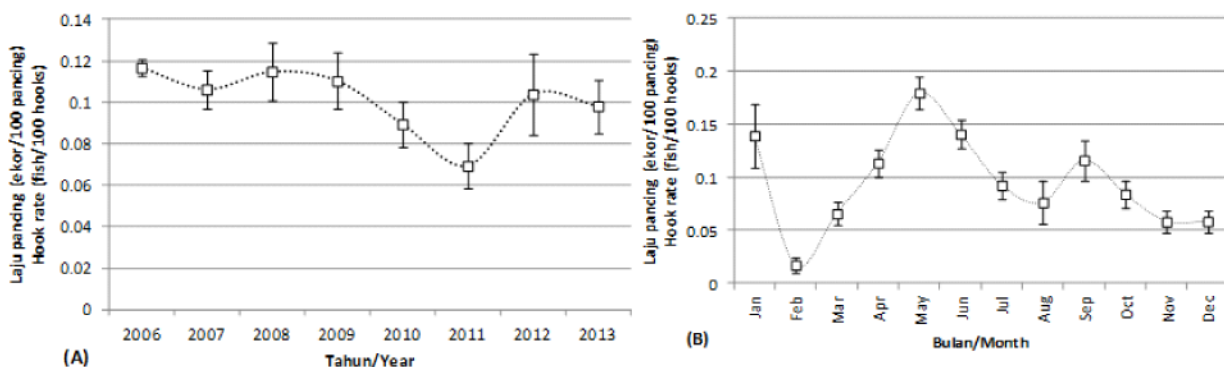 Laju pancing (ekor/100 pancing)
Hook rate (fish/100 hooks)
0.14
0.12
0.1
0.08
0.06
0.04
0.02
0
2006 2007 2008 2009 2010 2011 2012 2013
(A)
Tahun/Year
Laju pancing (ekor/100 pancing)
Hook rate (fish/100 hooks)
0.25
0.2
0.15
0.1
0.05
0
Jan Feb Mar Apr May Jun Jul Aug Sep Oct Nov Dec
(B)
Bulan/Month